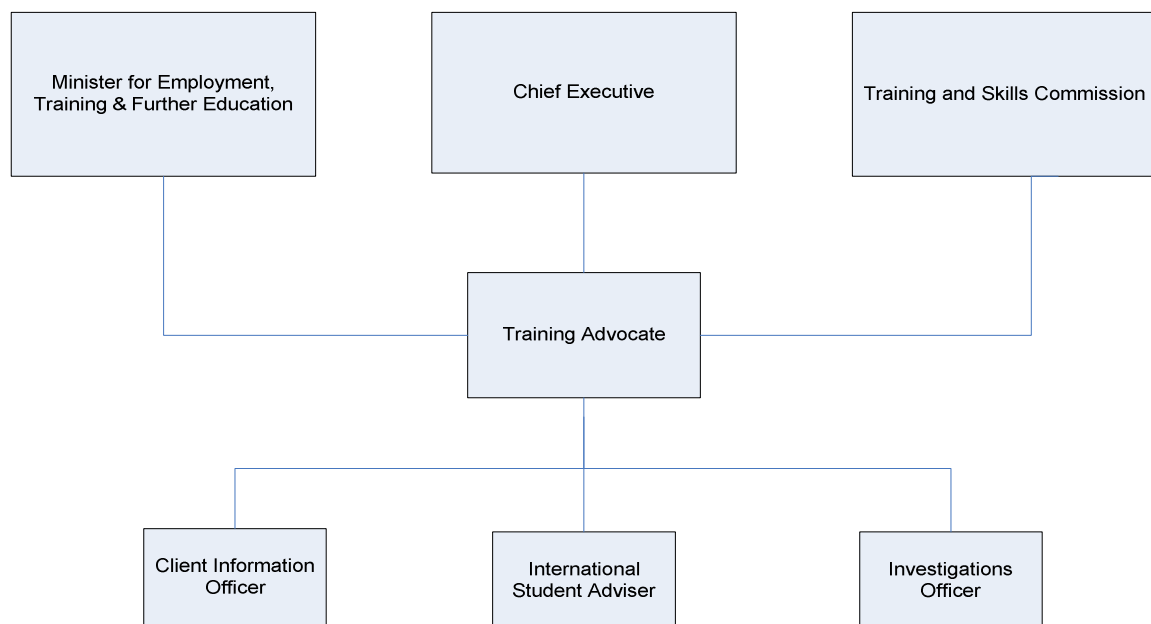 Minister for Employment,
Training & Further Education
Chief Executive
Training and Skills Commission
Training Advocate
Client Information
Officer
International
Student Adviser
Investigations
Officer